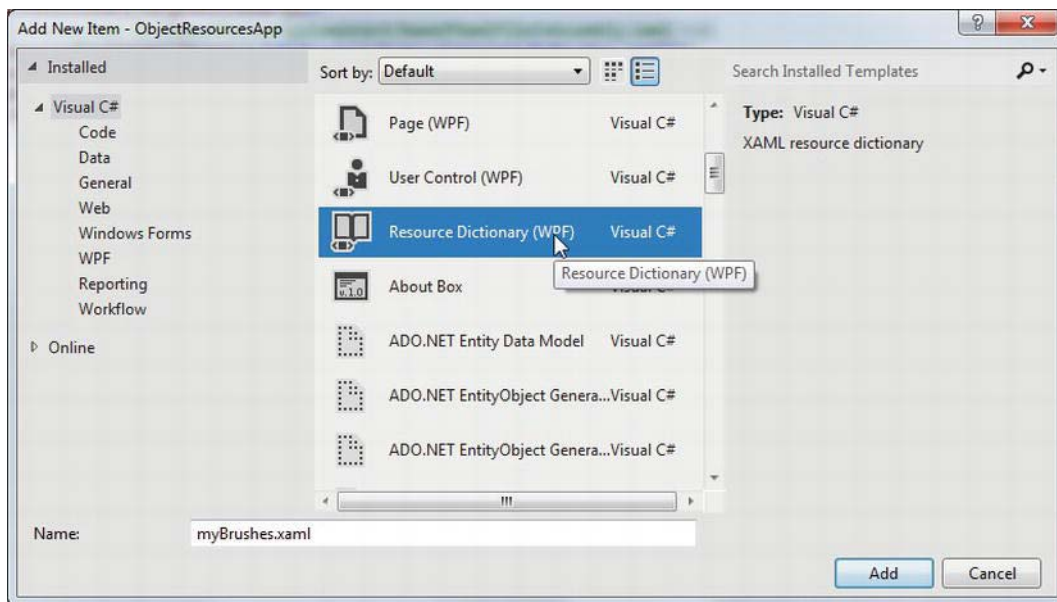 Add New Item - ObjectResourcesApp
Installed
Sort by: Default
Search Installed Templates
Visual C#
Code
Data
General
Web
Windows Forms
WPF
Reporting
Workflow
Online
Page (WPF) Visual C#
User Control (WPF) Visual C#
Resource Dictionary (WPF) Visual C#
Resource Dictionary (WPF)
About Box
v.1.0
ADO.NET Entity Data Model Visual C#
ADO.NET EntityObject Genera...Visual C#
ADO.NET EntityObject Genera...Visual C#
Type: Visual C#
XAML resource dictionary
Name: myBrushes.xaml
Add Cancel